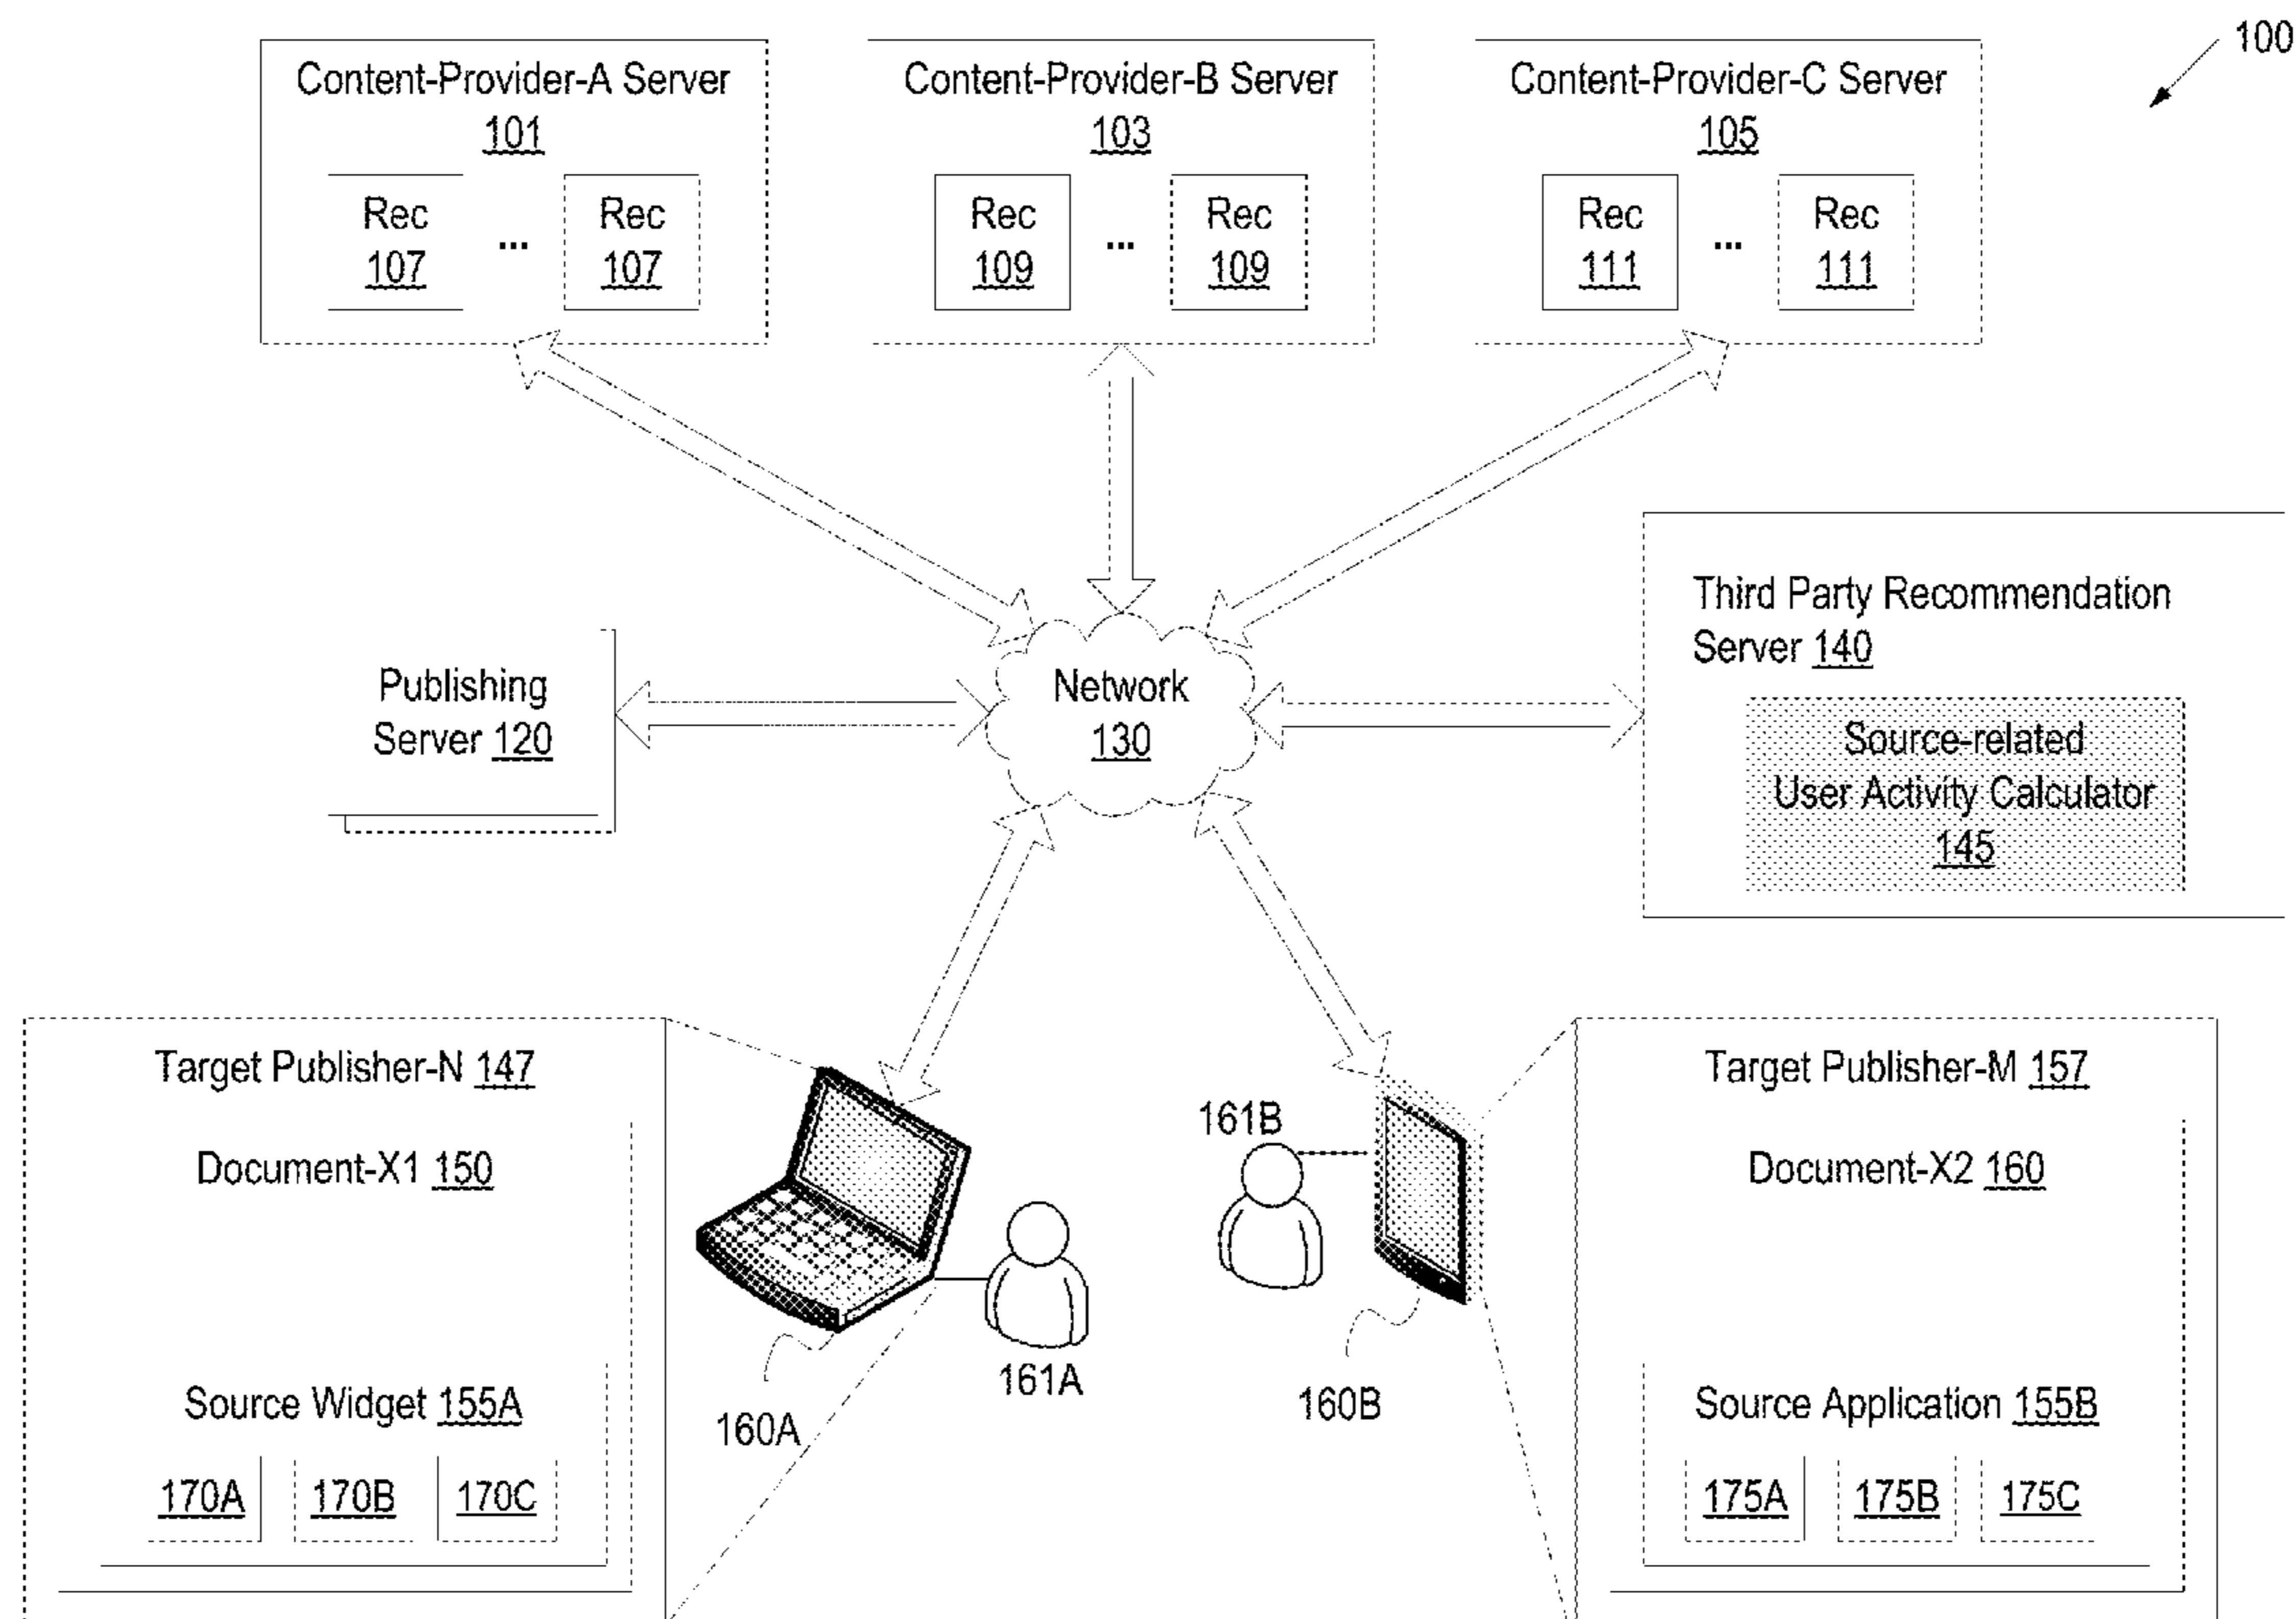 100
Content-Provider-A Server
101
Rec
107
...
Rec
107
Content-Provider-B Server
103
Rec
109
...
Rec
109
Content-Provider-C Server
105
Rec
111
...
Rec
111
Publishing
Server 120
Network
130
Third Party Recommendation
Server 140
Source-related
User Activity Calculator
145
Target Publisher-N 147
Document-X1 150
Source Widget 155A
170A
170B
170C
160A
161A
161B
160B
Target Publisher-M 157
Document-X2 160
Source Application 155B
175A
175B
175C